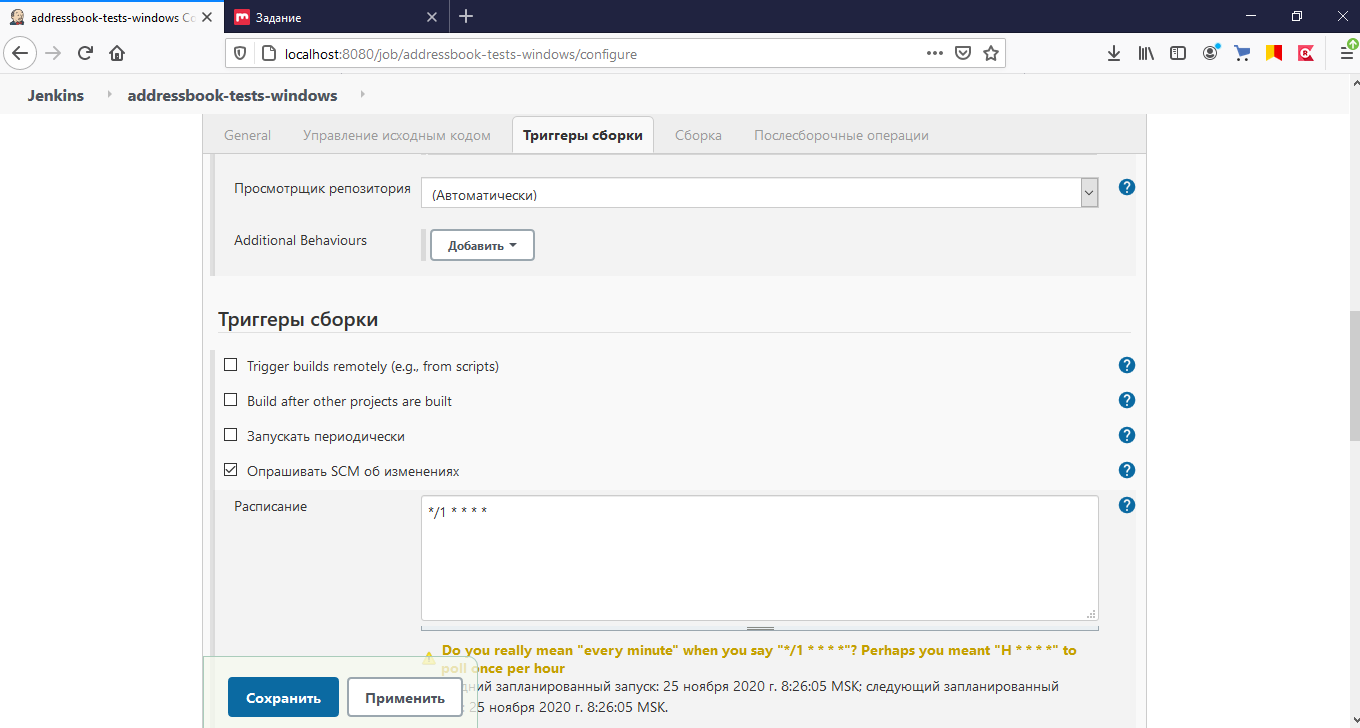 addressbook-tests-windows Co
Задание
localhost:8080/job/addressbook-tests-windows/configure
Jenkins
addressbook-tests-windows
General
Управление исходным кодом
Триггеры сборки
Сборка
Послесборочные операции
Просмотрщик репозитория
(Автоматически)
Additional Behaviours
Добавить
Триггеры сборки
Trigger builds remotely (e.g., from scripts)
Build after other projects are built
Запускать периодически
Опрашивать SCM об изменениях
Расписание
*/1 * * * *
Do you really mean "every minute" when you say "*/1 * * * *"? Perhaps you meant "H * * * *" to
poll once per hour
запланированный запуск: 25 ноября 2020 г. 8:26:05 MSK; следующий запланированный
25 ноября 2020 г. 8:26:05 MSK.
Сохранить
Применить